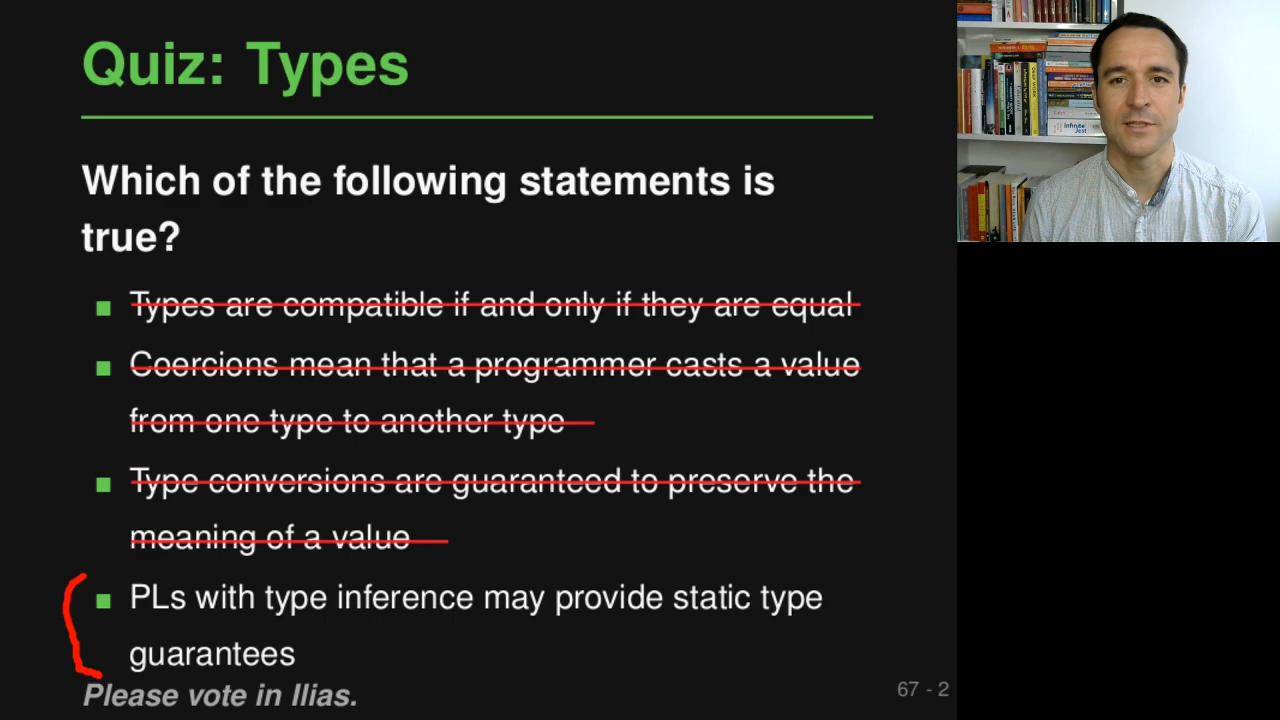 Quiz: Types
Which of the following statements is
true?
Types are compatible if and only if they are equal
Coercions mean that a programmer casts a value
from one type to another type
Type conversions are guaranteed to preserve the
meaning of a value
PLs with type inference may provide static type
guarantees
Please vote in Ilias.
67 - 2
Infinite
Jest